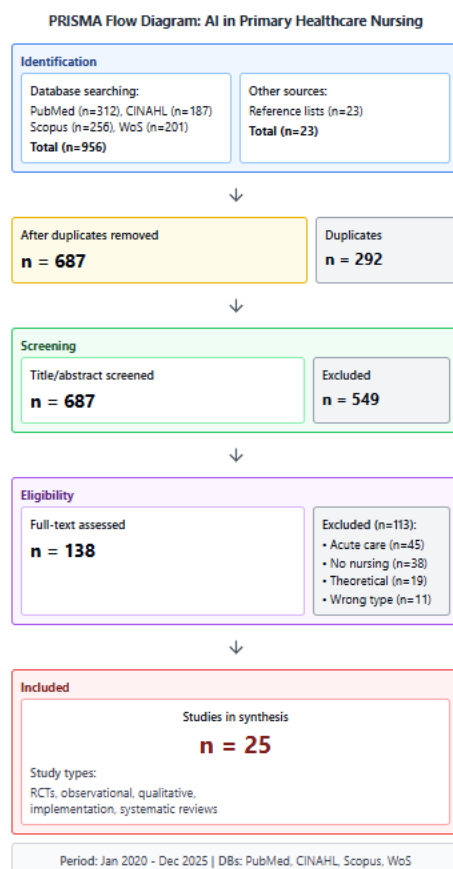 PRISMA Flow Diagram: AI in Primary Healthcare Nursing
Identification
Database searching:
PubMed (n=312), CINAHL (n=187)
Scopus (n=256), WoS (n=201)
Total (n=956)
Other sources:
Reference lists (n=23)
Total (n=23)
↓
After duplicates removed
n = 687
Duplicates
n = 292
↓
Screening
Title/abstract screened
n = 687
Excluded
n = 549
↓
Eligibility
Full-text assessed
n = 138
Excluded (n=113):
• Acute care (n=45)
• No nursing (n=38)
• Theoretical (n=19)
• Wrong type (n=11)
↓
Included
Studies in synthesis
n = 25
Study types:
RCTs, observational, qualitative,
implementation, systematic reviews
Period: Jan 2020 - Dec 2025 | DBs: PubMed, CINAHL, Scopus, WoS